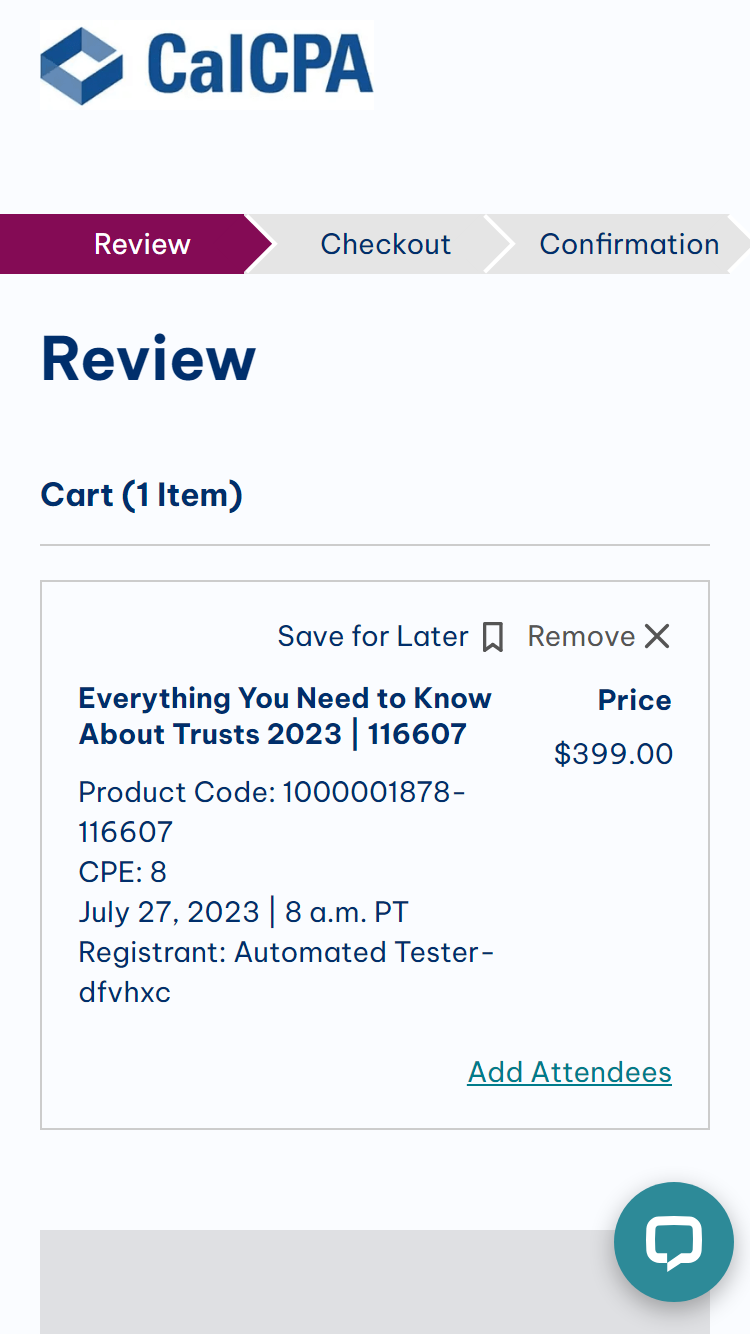 CalCPA
Review
Checkout
Confirmation
Review
Cart (1 Item)
Save for Later
Remove
Everything You Need to Know
About Trusts 2023 | 116607
Price
$399.00
Product Code: 1000001878-
116607
CPE: 8
July 27, 2023 | 8 a.m. PT
Registrant: Automated Tester-
dfvhxc
Add Attendees